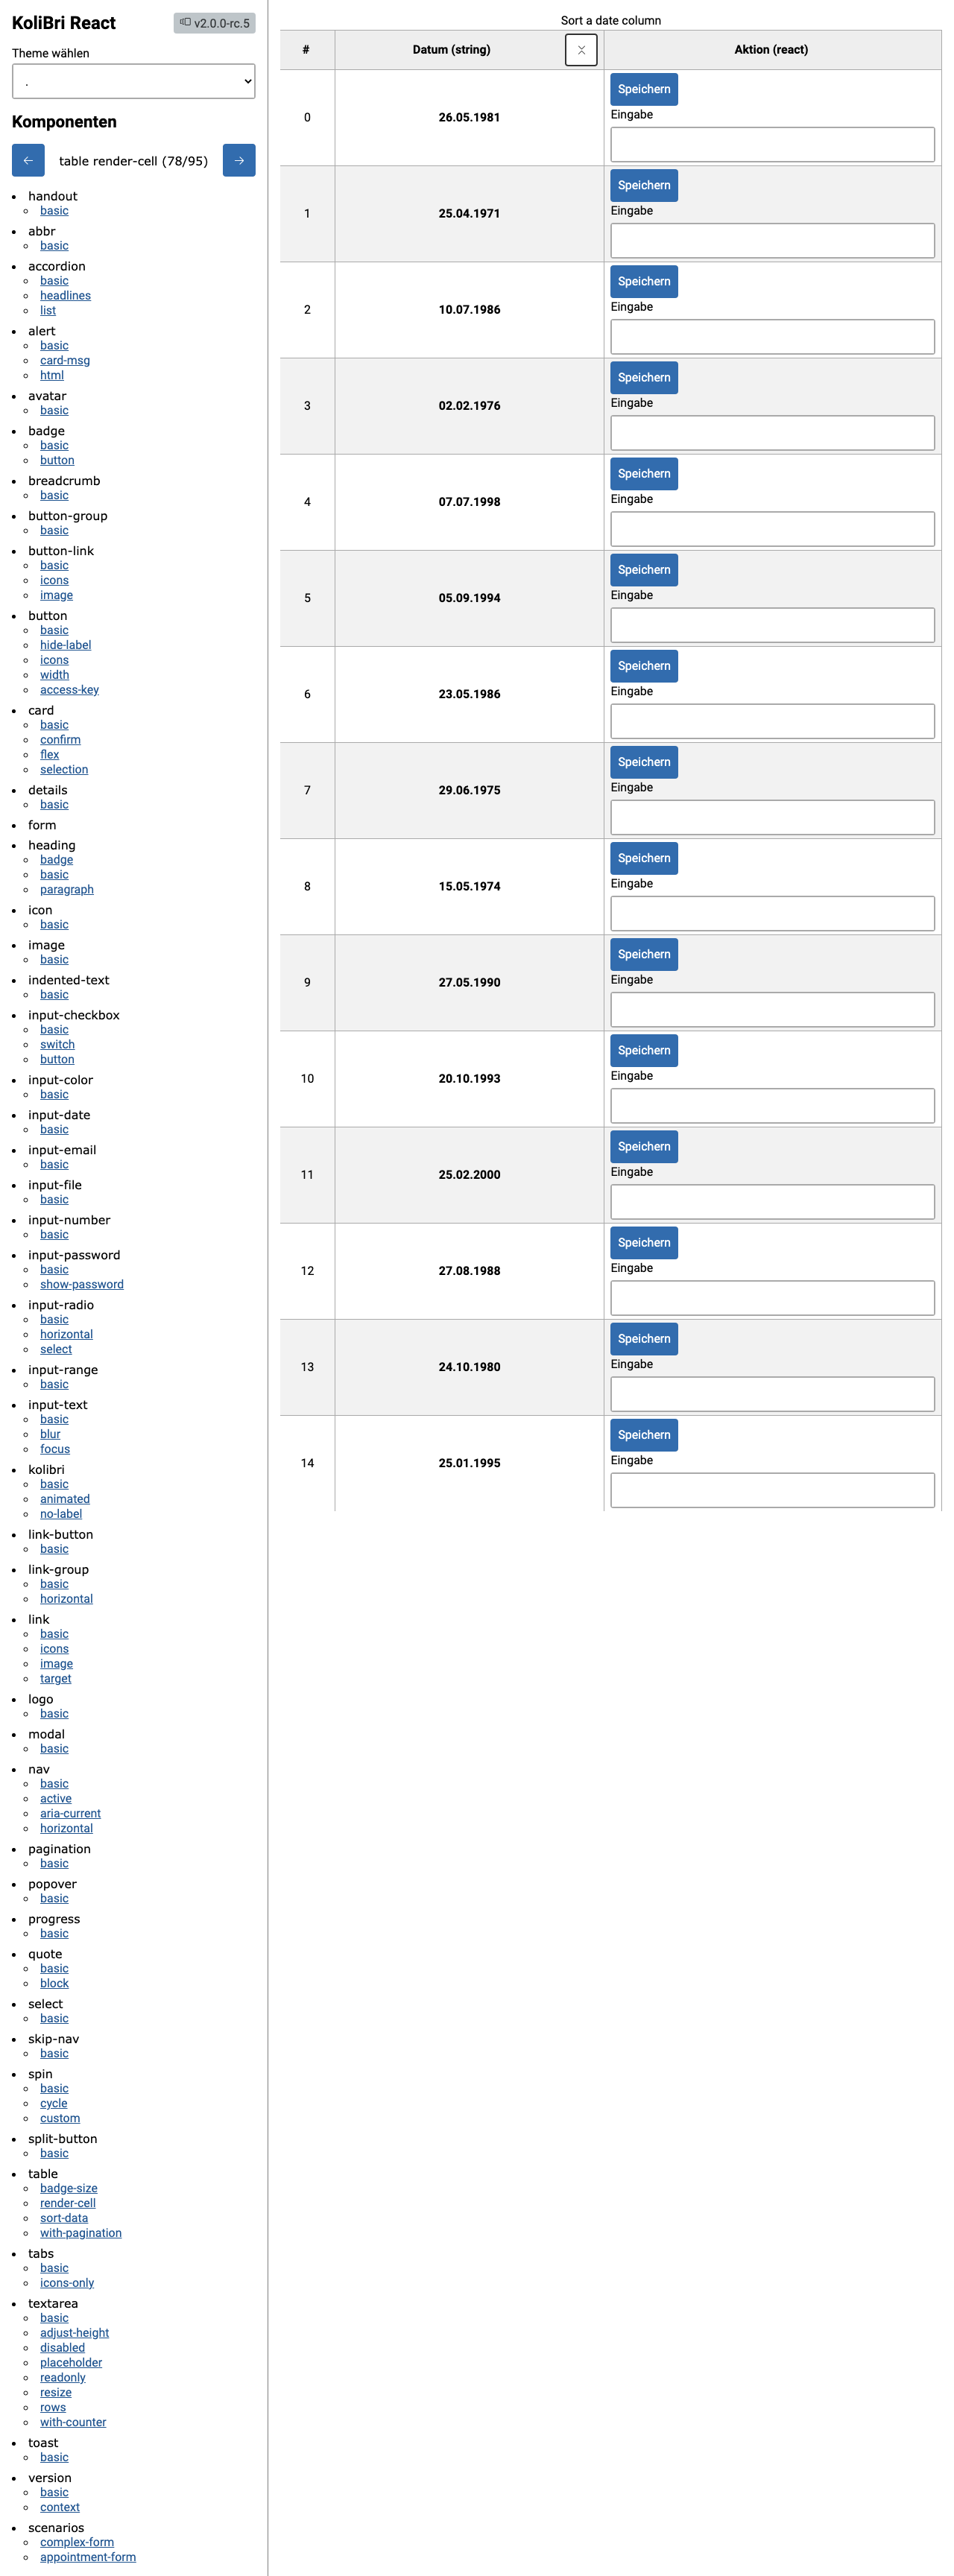 KoliBri React
v2.0.0-rc.5
Theme wählen
.
Komponenten
← table render-cell (78/95) →
handout
basic
abbr
basic
accordion
basic
headlines
list
alert
basic
card-msg
html
avatar
basic
badge
basic
button
breadcrumb
basic
button-group
basic
button-link
basic
icons
image
button
basic
hide-label
icons
width
access-key
card
basic
confirm
flex
selection
details
basic
form
heading
badge
basic
paragraph
icon
basic
image
basic
indented-text
basic
input-checkbox
basic
switch
button
input-color
basic
input-date
basic
input-email
basic
input-file
basic
input-number
basic
input-password
basic
show-password
input-radio
basic
horizontal
select
input-range
basic
input-text
basic
blur
focus
kolibri
basic
animated
no-label
link-button
basic
link-group
basic
horizontal
link
basic
icons
image
target
logo
basic
modal
basic
nav
basic
active
aria-current
horizontal
pagination
basic
popover
basic
progress
basic
quote
basic
block
select
basic
skip-nav
basic
spin
basic
cycle
custom
split-button
basic
table
badge-size
render-cell
sort-data
with-pagination
tabs
basic
icons-only
textarea
basic
adjust-height
disabled
placeholder
readonly
resize
rows
with-counter
toast
basic
version
basic
context
scenarios
complex-form
appointment-form
Sort a date column
# Datum (string) Aktion (react)
Speichern
0 26.05.1981 Eingabe
Speichern
1 25.04.1971 Eingabe
Speichern
2 10.07.1986 Eingabe
Speichern
3 02.02.1976 Eingabe
Speichern
4 07.07.1998 Eingabe
Speichern
5 05.09.1994 Eingabe
Speichern
6 23.05.1986 Eingabe
Speichern
7 29.06.1975 Eingabe
Speichern
8 15.05.1974 Eingabe
Speichern
9 27.05.1990 Eingabe
Speichern
10 20.10.1993 Eingabe
Speichern
11 25.02.2000 Eingabe
Speichern
12 27.08.1988 Eingabe
Speichern
13 24.10.1980 Eingabe
Speichern
14 25.01.1995 Eingabe